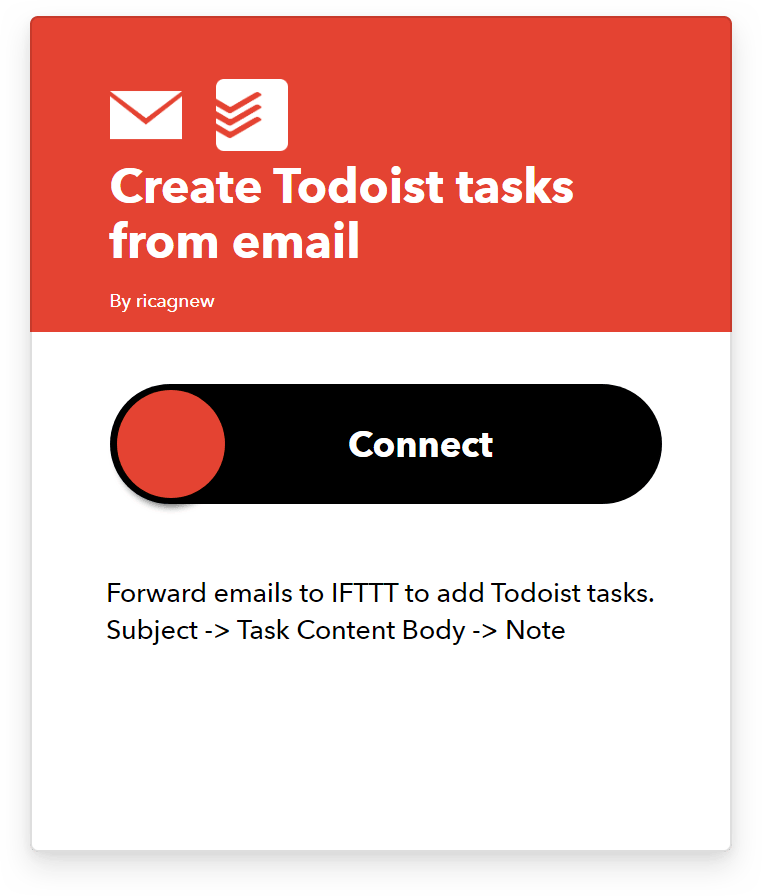 Create Todoist tasks
from email
By ricagnew
Connect
Forward emails to IFTTT to add Todoist tasks.
Subject -> Task Content Body -> Note